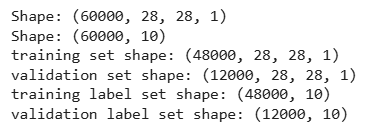 Shape: (60000, 28, 28, 1)
Shape: (60000, 10)
training set shape: (48000, 28, 28, 1)
validation set shape: (12000, 28, 28, 1)
training label set shape: (48000, 10)
validation label set shape: (12000, 10)